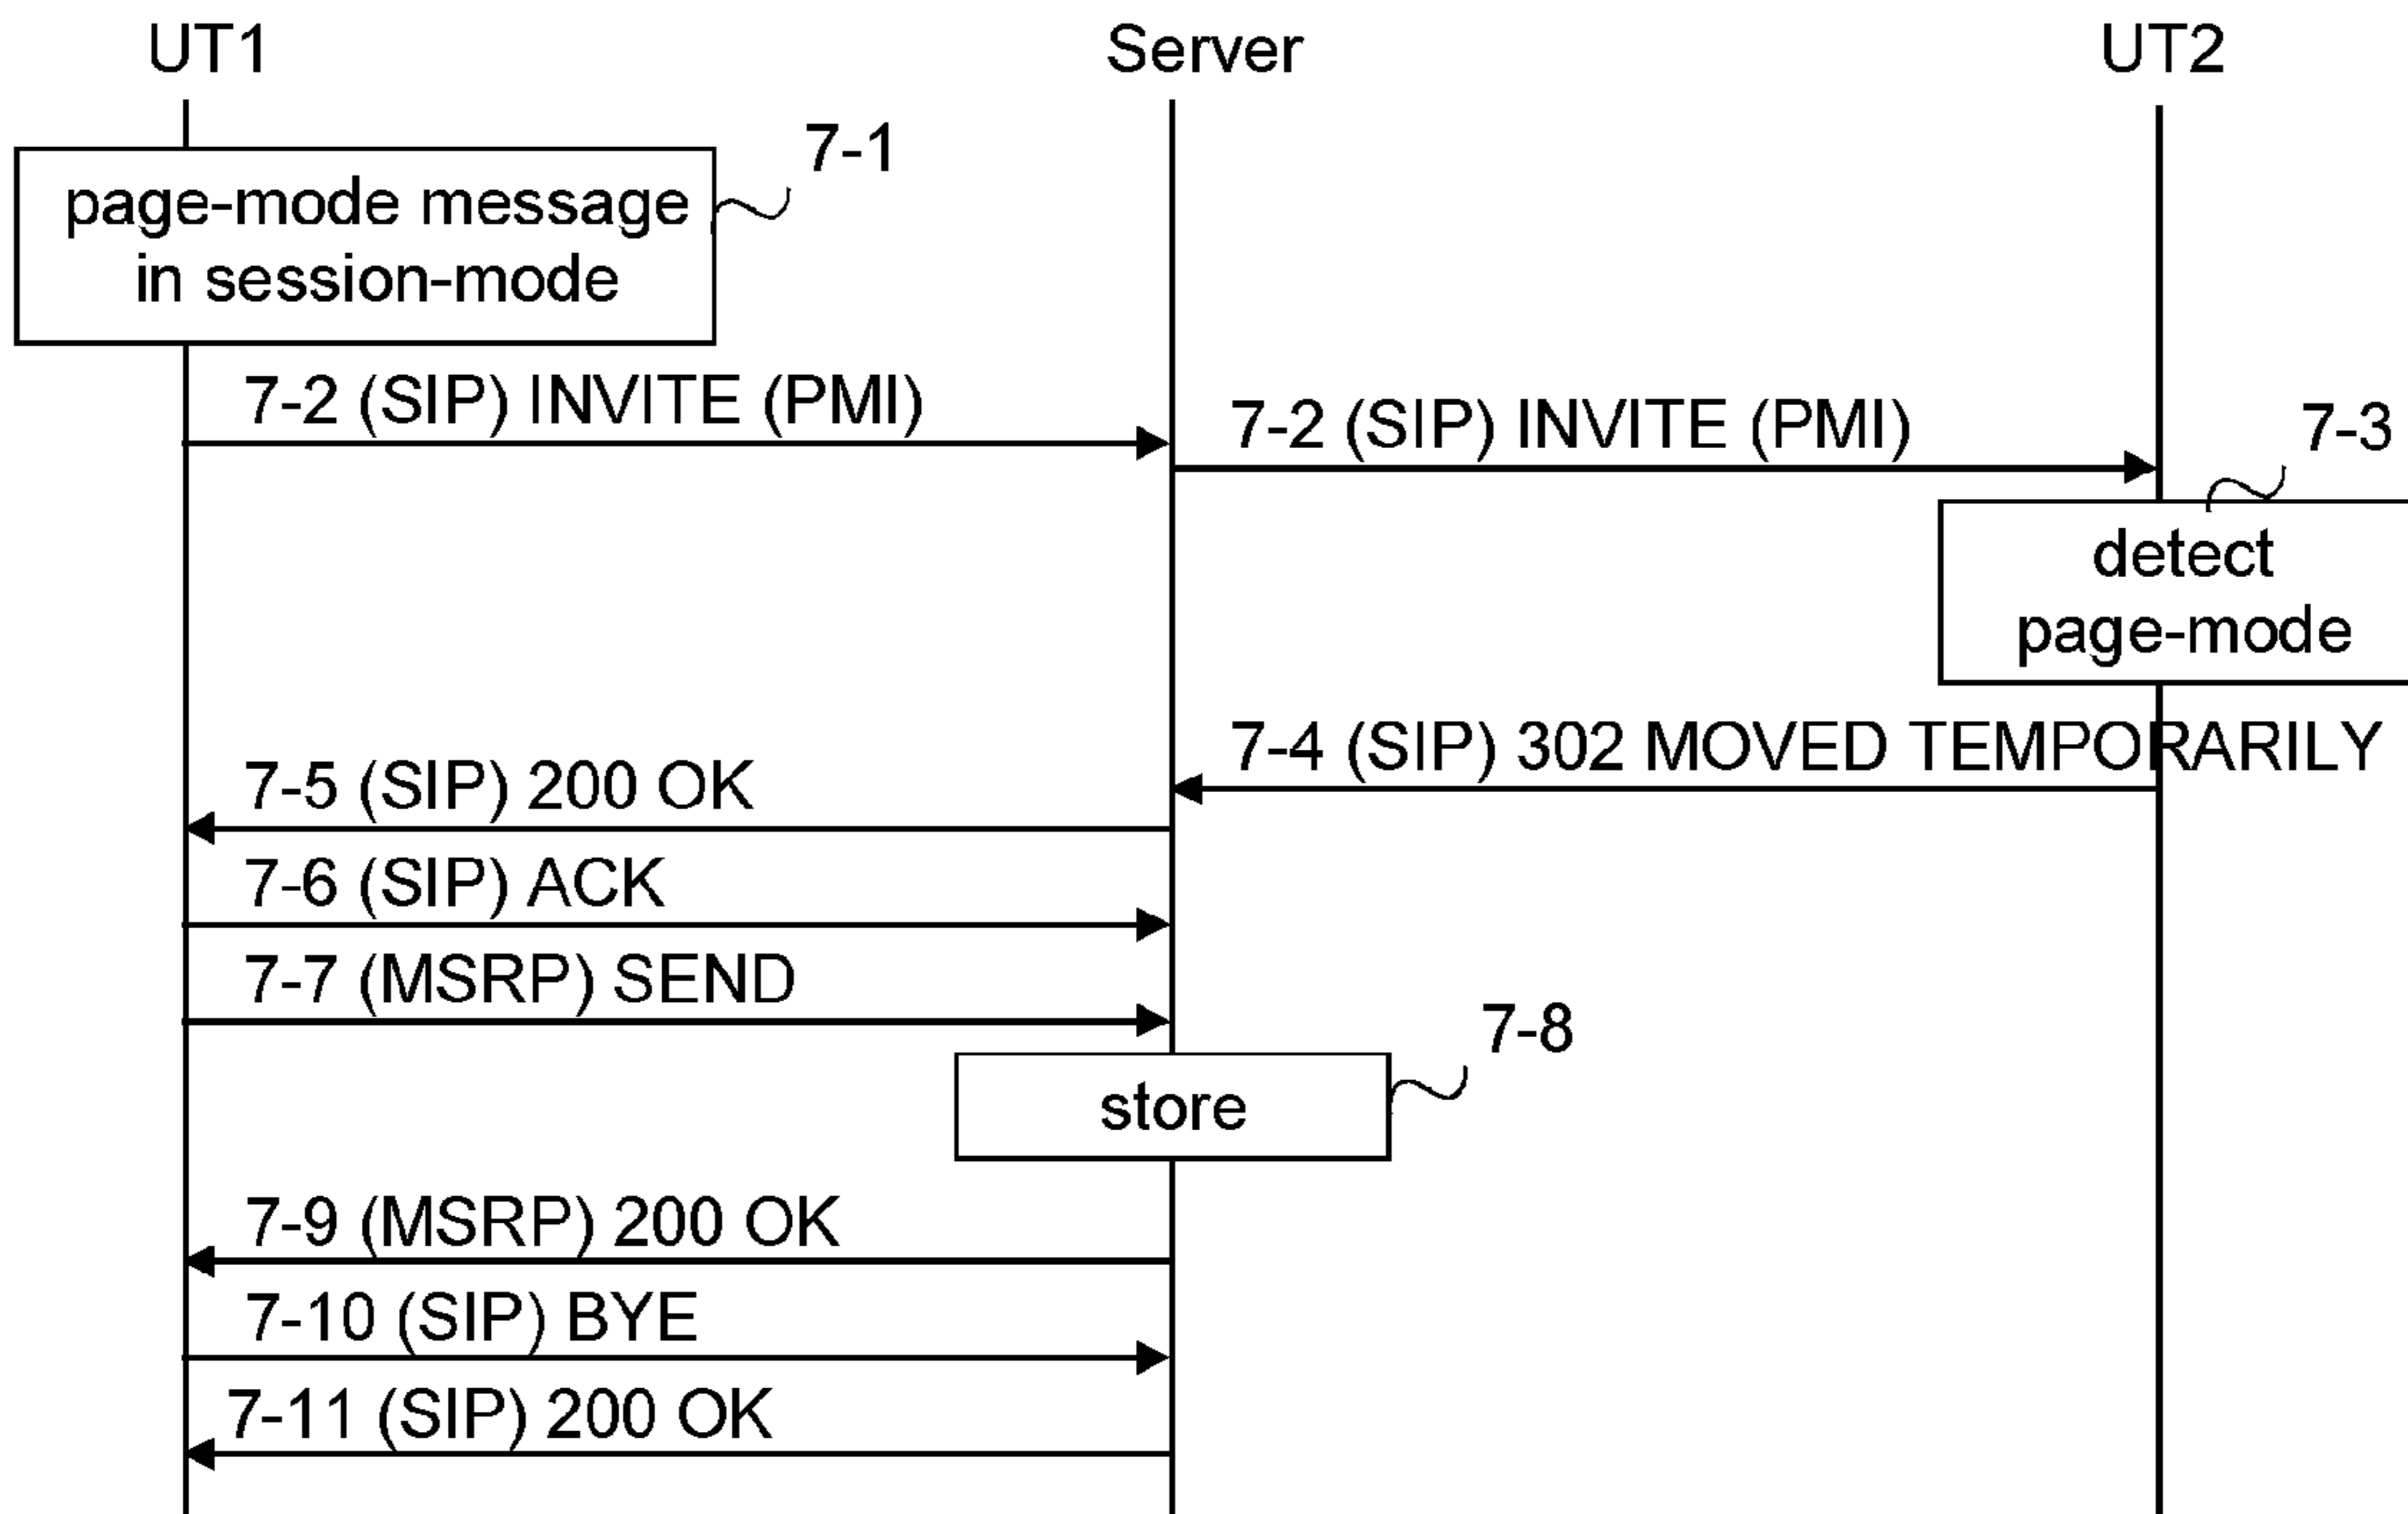 UT1
Server
UT2
7-1
page-mode message
in session-mode
7-2 (SIP) INVITE (PMI)
7-2 (SIP) INVITE (PMI)
7-3
detect
page-mode
7-4 (SIP) 302 MOVED TEMPORARILY
7-5 (SIP) 200 OK
7-6 (SIP) ACK
7-7 (MSRP) SEND
7-8
store
7-9 (MSRP) 200 OK
7-10 (SIP) BYE
7-11 (SIP) 200 OK